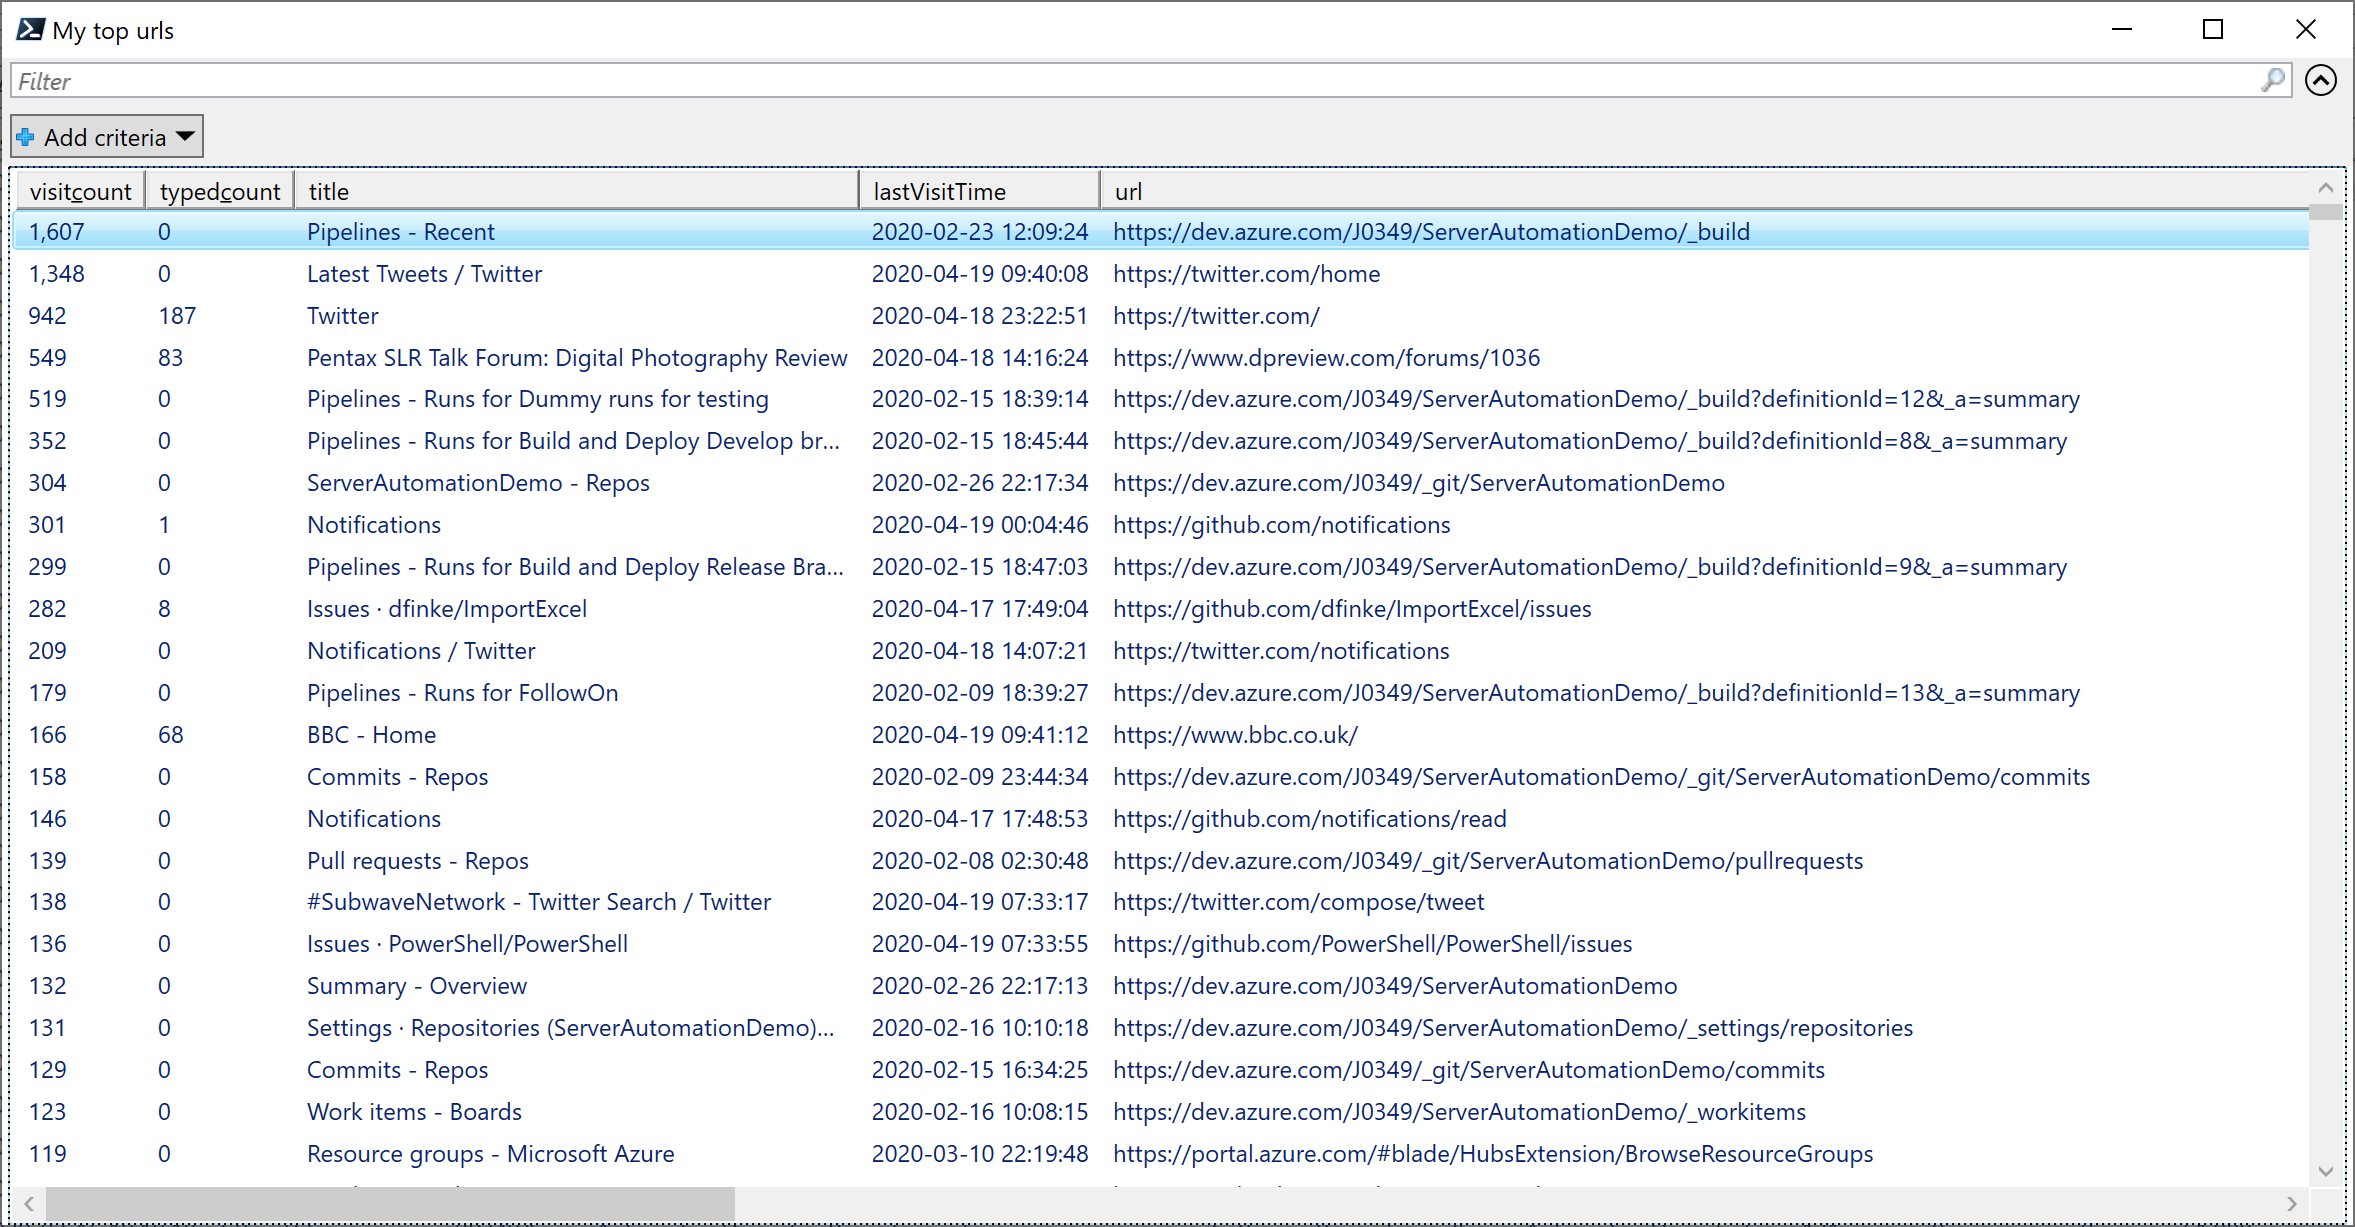 My top urls
Filter
Add criteria
visitcount typedcount title lastVisitTime url
1,607 0 Pipelines - Recent 2020-02-23 12:09:24 https://dev.azure.com/J0349/ServerAutomationDemo/_build
1,348 0 Latest Tweets / Twitter 2020-04-19 09:40:08 https://twitter.com/home
942 187 Twitter 2020-04-18 23:22:51 https://twitter.com/
549 83 Pentax SLR Talk Forum: Digital Photography Review 2020-04-18 14:16:24 https://www.dpreview.com/forums/1036
519 0 Pipelines - Runs for Dummy runs for testing 2020-02-15 18:39:14 https://dev.azure.com/J0349/ServerAutomationDemo/_build?definitionId=12&_a=summary
352 0 Pipelines - Runs for Build and Deploy Develop br... 2020-02-15 18:45:44 https://dev.azure.com/J0349/ServerAutomationDemo/_build?definitionId=8&_a=summary
304 0 ServerAutomationDemo - Repos 2020-02-26 22:17:34 https://dev.azure.com/J0349/_git/ServerAutomationDemo
301 1 Notifications 2020-04-19 00:04:46 https://github.com/notifications
299 0 Pipelines - Runs for Build and Deploy Release Bra... 2020-02-15 18:47:03 https://dev.azure.com/J0349/ServerAutomationDemo/_build?definitionId=9&_a=summary
282 8 Issues · dfinke/ImportExcel 2020-04-17 17:49:04 https://github.com/dfinke/ImportExcel/issues
209 0 Notifications / Twitter 2020-04-18 14:07:21 https://twitter.com/notifications
179 0 Pipelines - Runs for FollowOn 2020-02-09 18:39:27 https://dev.azure.com/J0349/ServerAutomationDemo/_build?definitionId=13&_a=summary
166 68 BBC - Home 2020-04-19 09:41:12 https://www.bbc.co.uk/
158 0 Commits - Repos 2020-02-09 23:44:34 https://dev.azure.com/J0349/ServerAutomationDemo/_git/ServerAutomationDemo/commits
146 0 Notifications 2020-04-17 17:48:53 https://github.com/notifications/read
139 0 Pull requests - Repos 2020-02-08 02:30:48 https://dev.azure.com/J0349/_git/ServerAutomationDemo/pullrequests
138 0 #SubwaveNetwork - Twitter Search / Twitter 2020-04-19 07:33:17 https://twitter.com/compose/tweet
136 0 Issues · PowerShell/PowerShell 2020-04-19 07:33:55 https://github.com/PowerShell/PowerShell/issues
132 0 Summary - Overview 2020-02-26 22:17:13 https://dev.azure.com/J0349/ServerAutomationDemo
131 0 Settings · Repositories (ServerAutomationDemo)... 2020-02-16 10:10:18 https://dev.azure.com/J0349/ServerAutomationDemo/_settings/repositories
129 0 Commits - Repos 2020-02-15 16:34:25 https://dev.azure.com/J0349/_git/ServerAutomationDemo/commits
123 0 Work items - Boards 2020-02-16 10:08:15 https://dev.azure.com/J0349/ServerAutomationDemo/_workitems
119 0 Resource groups - Microsoft Azure 2020-03-10 22:19:48 https://portal.azure.com/#blade/HubsExtension/BrowseResourceGroups